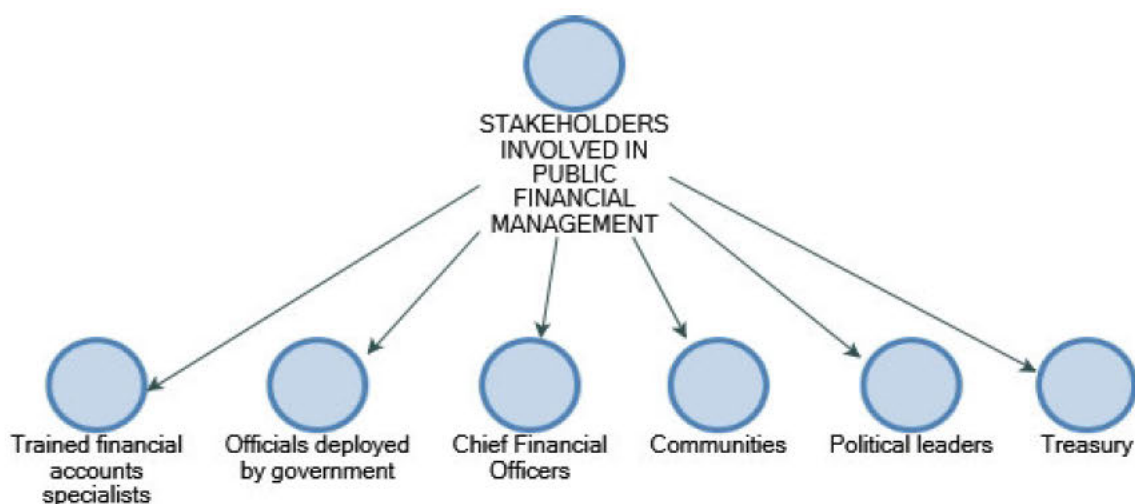 STAKEHOLDERS
INVOLVED IN
PUBLIC
FINANCIAL
MANAGEMENT
Trained financial
accounts
specialists
Officials deployed
by government
Chief Financial
Officers
Communities
Political leaders
Treasury